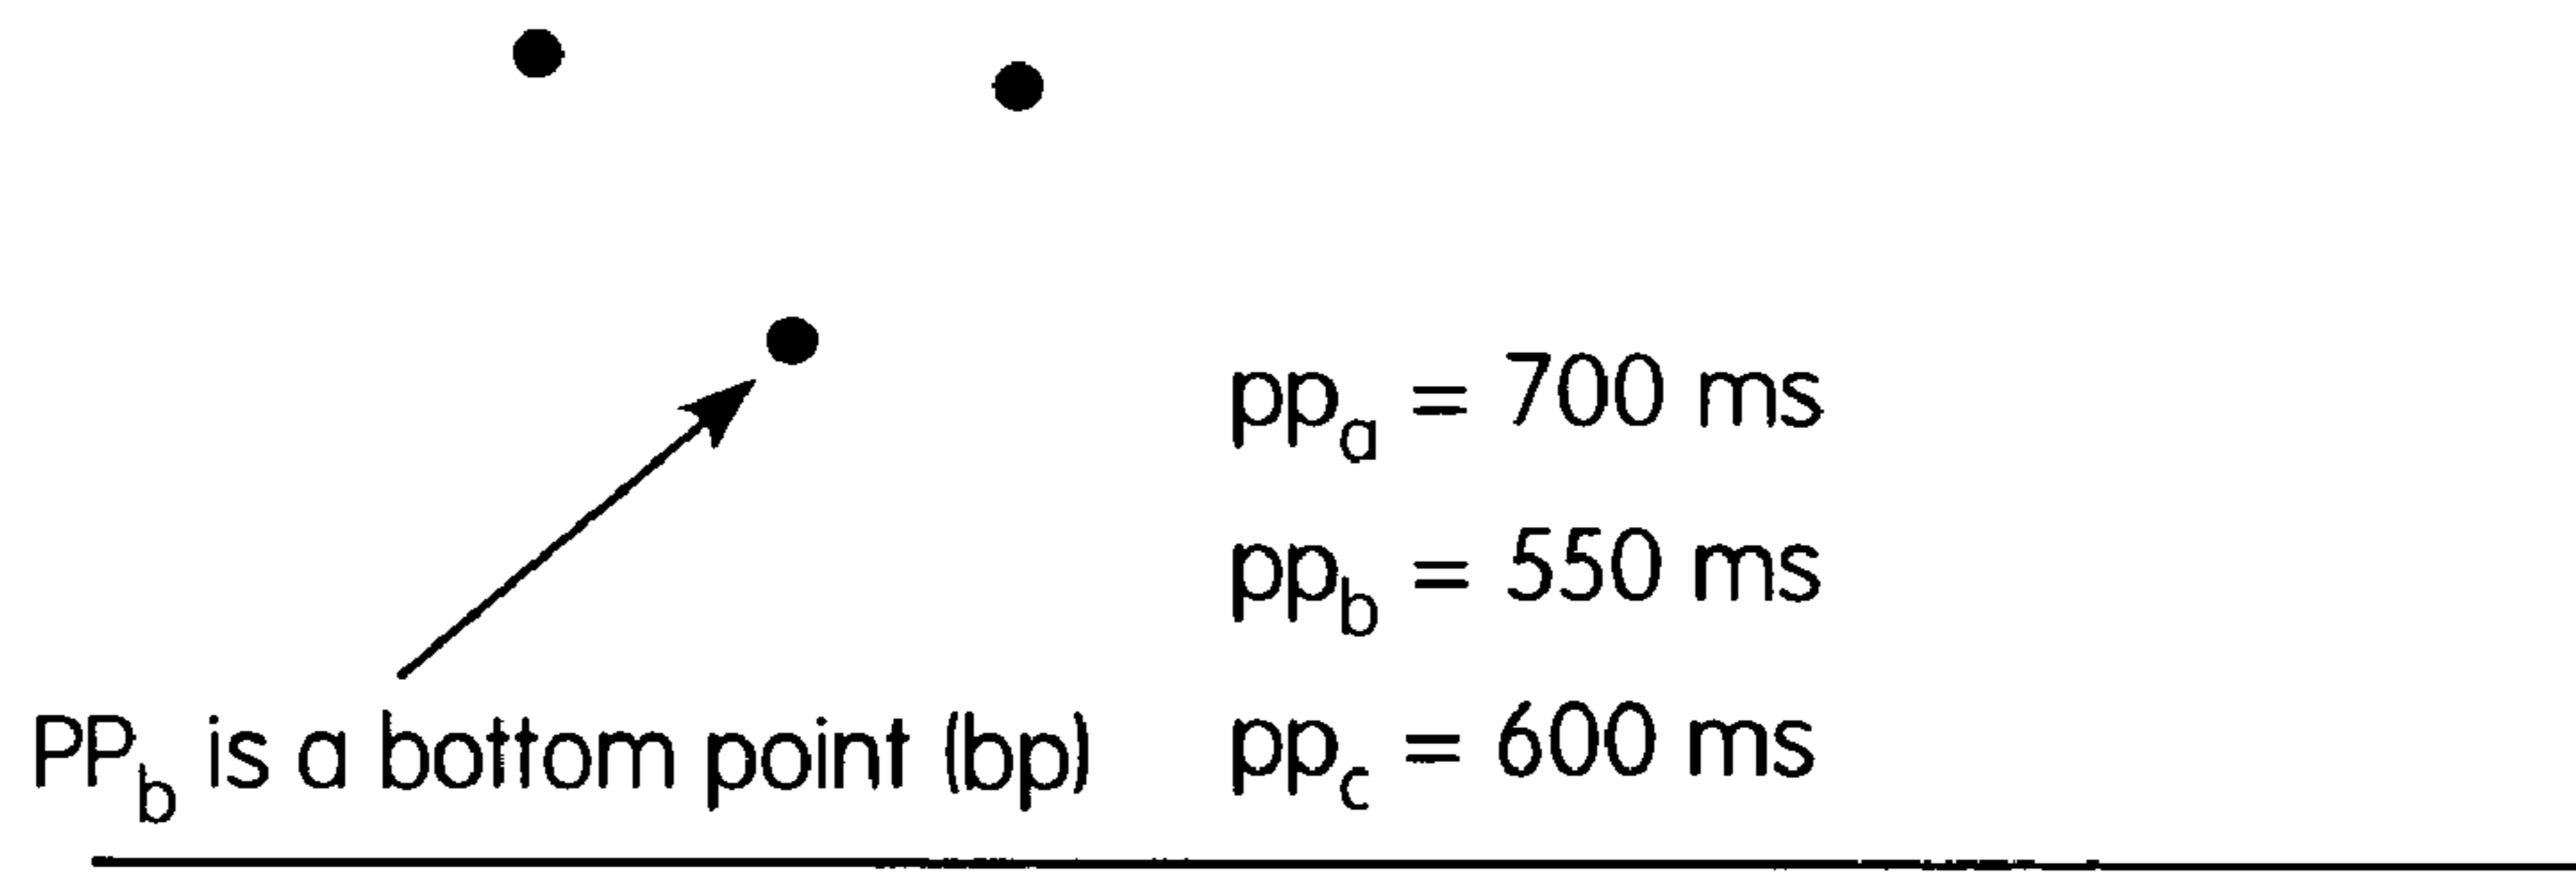 pp_a = 700 ms
pp_b = 550 ms
PP_b is a bottom point (bp)
pp_c = 600 ms